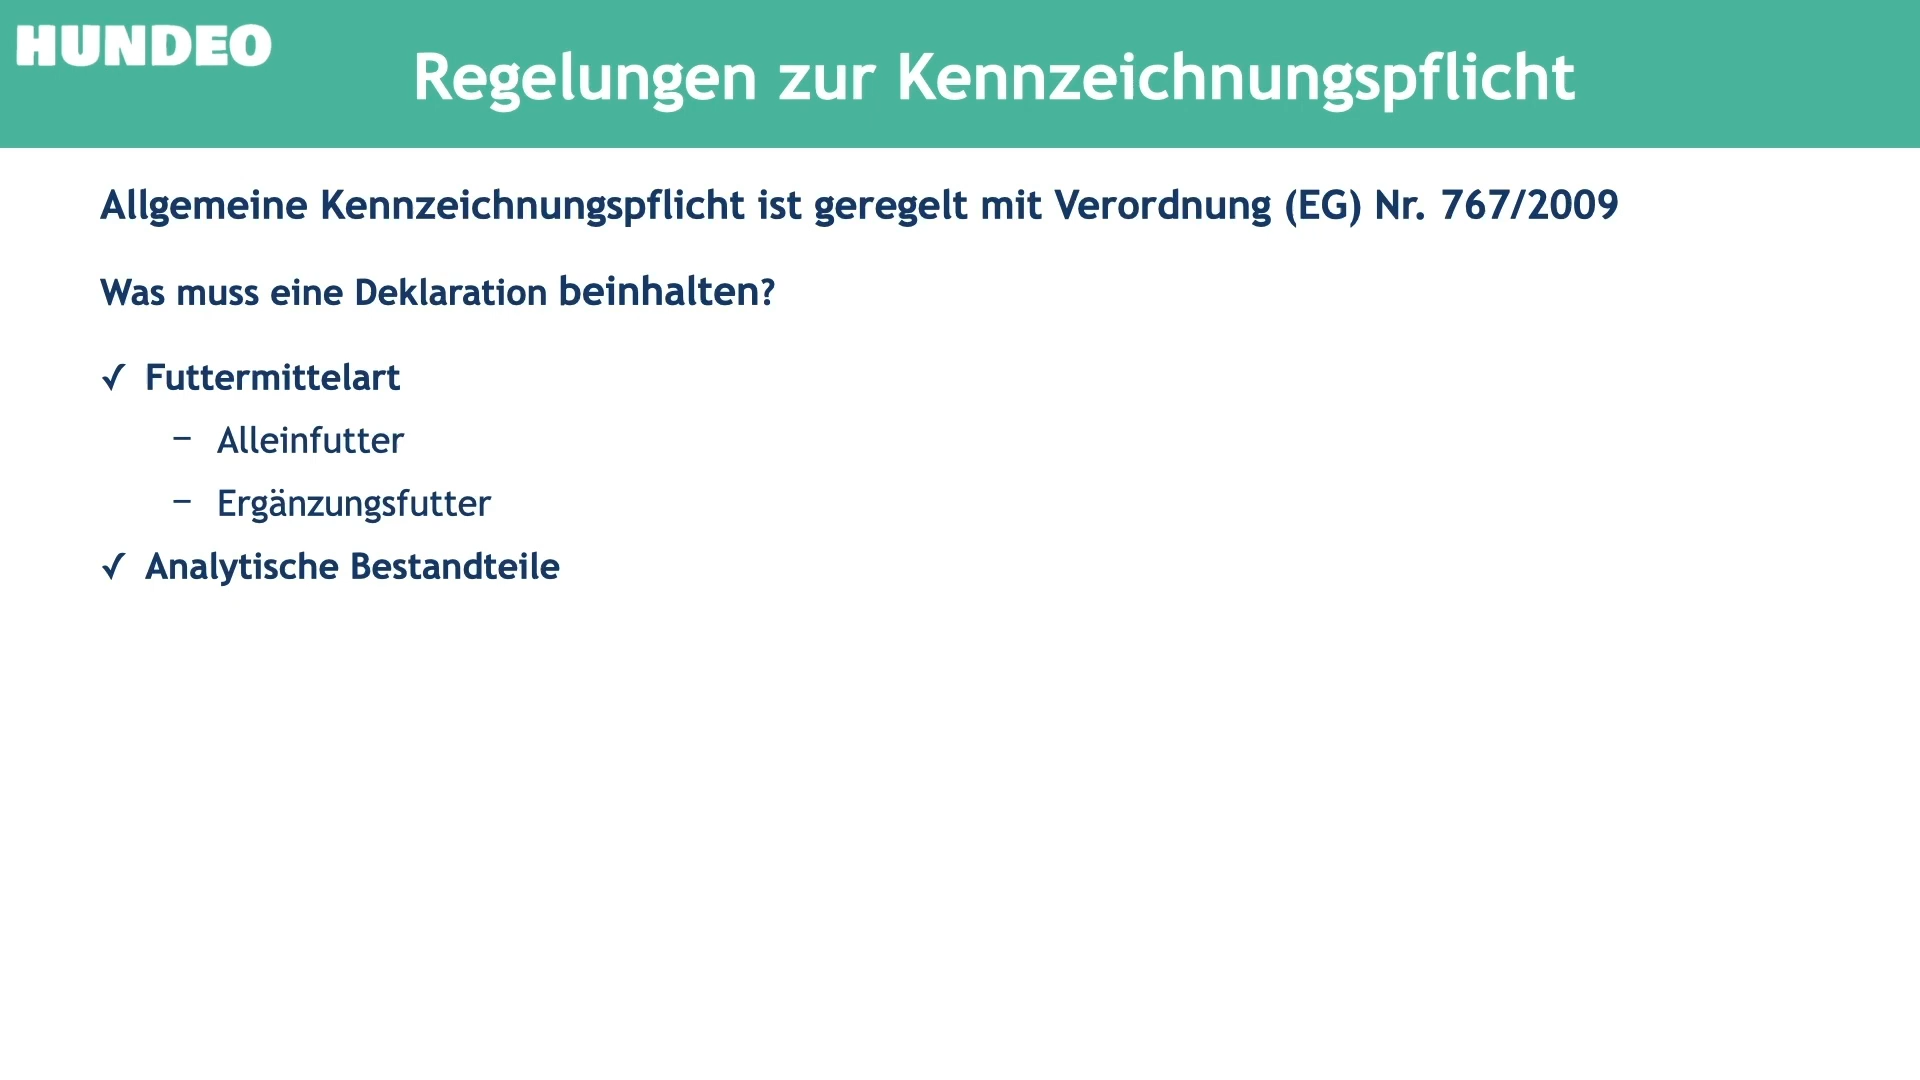 HUNDEO
Regelungen zur Kennzeichnungspflicht
Allgemeine Kennzeichnungspflicht ist geregelt mit Verordnung (EG) Nr. 767/2009
Was muss eine Deklaration beinhalten?
✓ Futtermittelart
– Alleinfutter
– Ergänzungsfutter
✓ Analytische Bestandteile